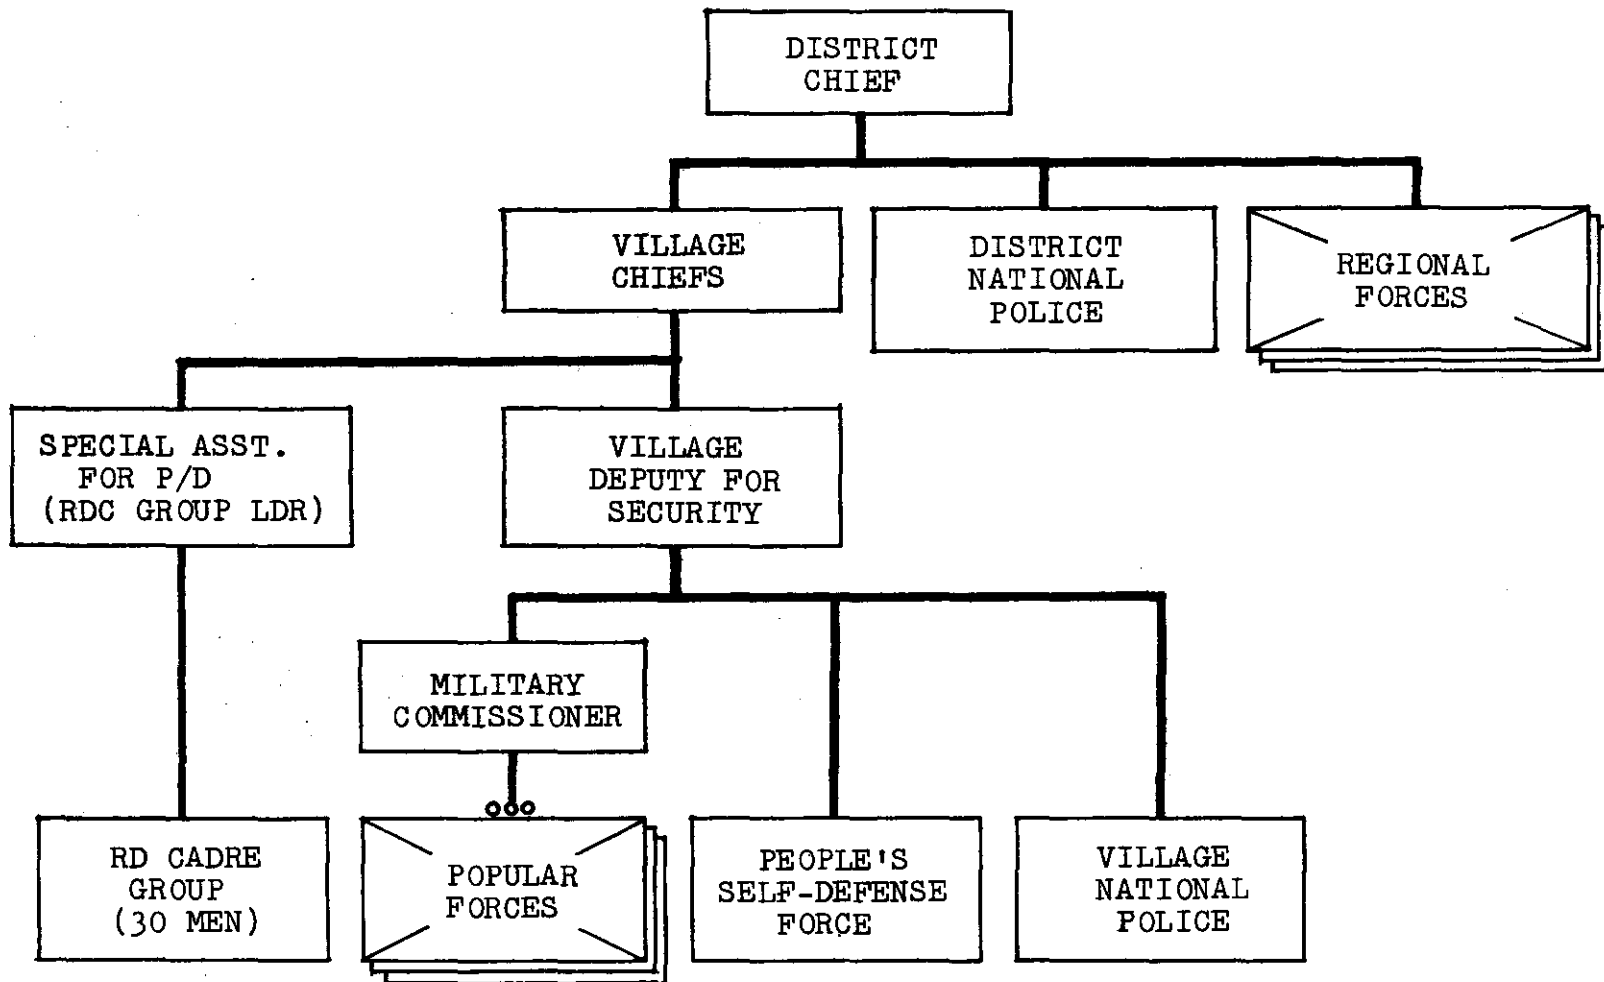 DISTRICT
CHIEF
VILLAGE
CHIEFS
DISTRICT
NATIONAL
POLICE
REGIONAL
FORCES
SPECIAL ASST.
FOR P/D
(RDC GROUP LDR)
VILLAGE
DEPUTY FOR
SECURITY
MILITARY
COMMISSIONER
RD CADRE
GROUP
(30 MEN)
POPULAR
FORCES
PEOPLE'S
SELF-DEFENSE
FORCE
VILLAGE
NATIONAL
POLICE